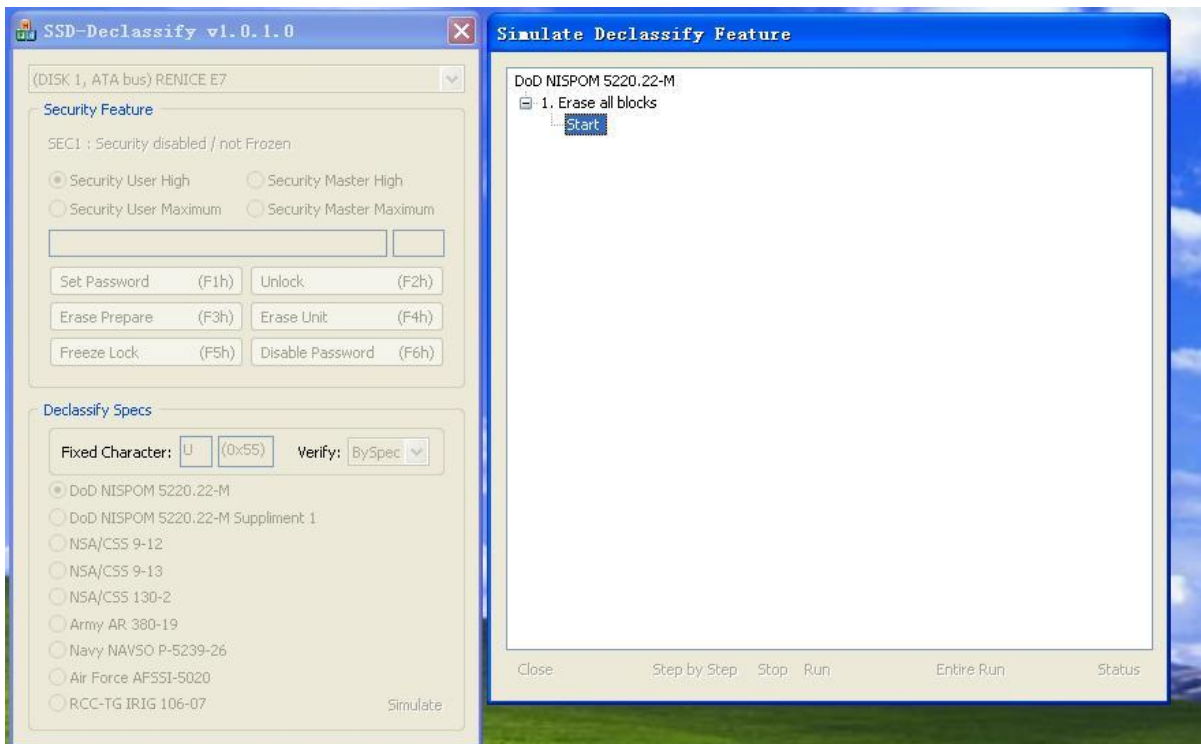 SSD-Declassify v1.0.1.0
(DISK 1, ATA bus) RENICE E7
Security Feature
SEC1 : Security disabled / not Frozen
Security User High Security Master High
Security User Maximum Security Master Maximum
Set Password (F1h) Unlock (F2h)
Erase Prepare (F3h) Erase Unit (F4h)
Freeze Lock (F5h) Disable Password (F6h)
Declassify Specs
Fixed Character: U (0x55) Verify: BySpec
DoD NISPOM 5220.22-M
DoD NISPOM 5220.22-M Suppliment 1
NSA/CSS 9-12
NSA/CSS 9-13
NSA/CSS 130-2
Army AR 380-19
Navy NAVSO P-5239-26
Air Force AFSSI-5020
RCC-TG IRIG 106-07 Simulate
Simulate Declassify Feature
DoD NISPOM 5220.22-M
1. Erase all blocks
Start
Close Step by Step Stop Run Entire Run Status